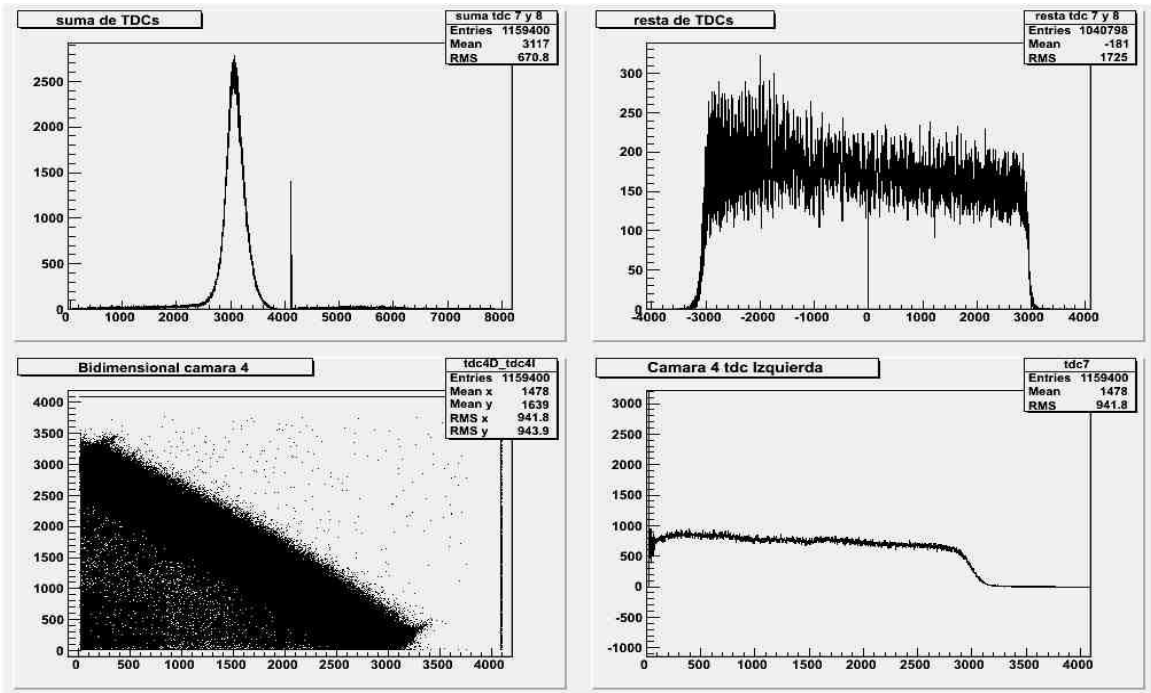 suma de TDCs
suma tdc 7 y 8
Entries 1159400
Mean 3117
RMS 670.8
2500
2000
1500
1000
500
0
0 1000 2000 3000 4000 5000 6000 7000 8000
resta de TDCs
resta tdc 7 y 8
Entries 1040798
Mean -181
RMS 1725
300
250
200
150
100
50
0
-4000 -3000 -2000 -1000 0 1000 2000 3000 4000
Bidimensional camara 4
tdc4D_tdc4I
Entries 1159400
Mean x 1478
Mean y 1639
RMS x 941.8
RMS y 943.9
4000
3500
3000
2500
2000
1500
1000
500
0
0 500 1000 1500 2000 2500 3000 3500 4000
Camara 4 tdc Izquierda
tdc7
Entries 1159400
Mean 1478
RMS 941.8
3000
2500
2000
1500
1000
500
0
-500
-1000
0 500 1000 1500 2000 2500 3000 3500 4000